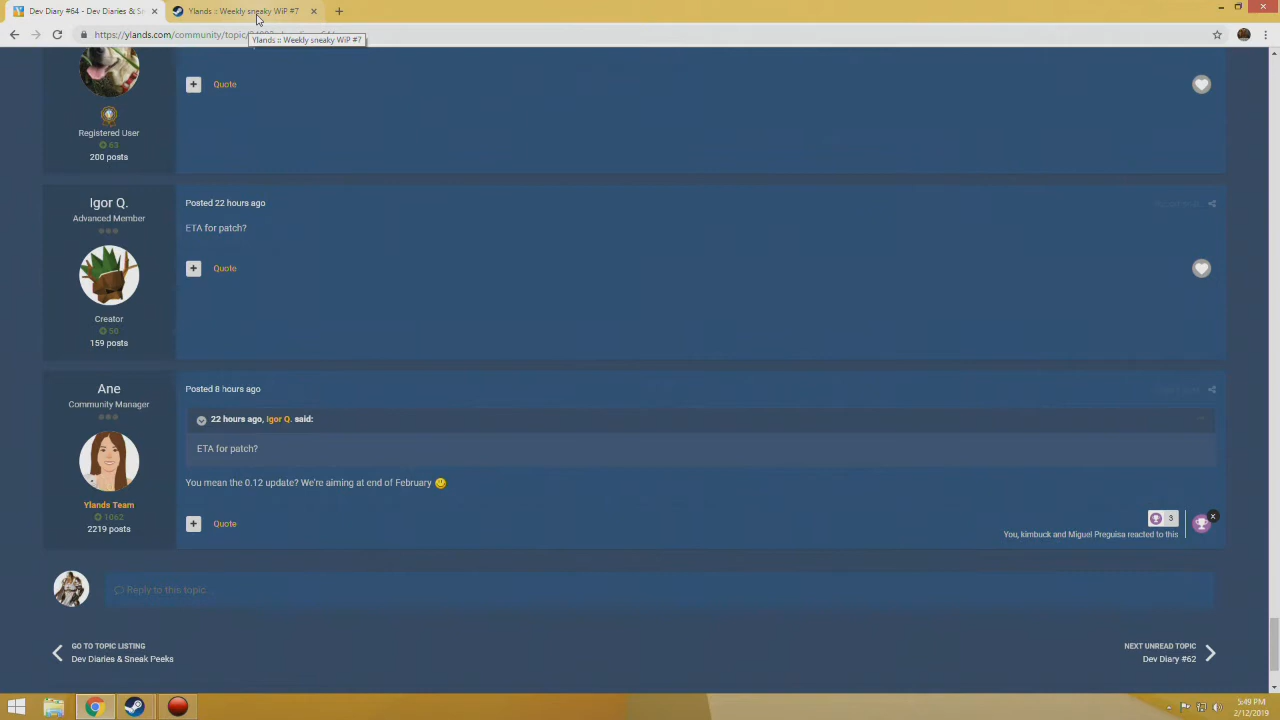 Dev Diary #64 - Dev Diaries & S
Ylands :: Weekly sneaky WiP #7
https://ylands.com/community/topic/
Ylands :: Weekly sneaky WiP #7
Quote
Registered User
63
200 posts
Igor Q.
Advanced Member
Posted 22 hours ago
ETA for patch?
Quote
Creator
50
159 posts
Ane
Community Manager
Posted 8 hours ago
22 hours ago, Igor Q. said:
ETA for patch?
You mean the 0.12 update? We're aiming at end of February
Ylands Team
1062
2219 posts
Quote
3
You, kimbuck and Miguel Preguisa reacted to this
Reply to this topic...
GO TO TOPIC LISTING
Dev Diaries & Sneak Peeks
NEXT UNREAD TOPIC
Dev Diary #62
5:49 PM
2/12/2019